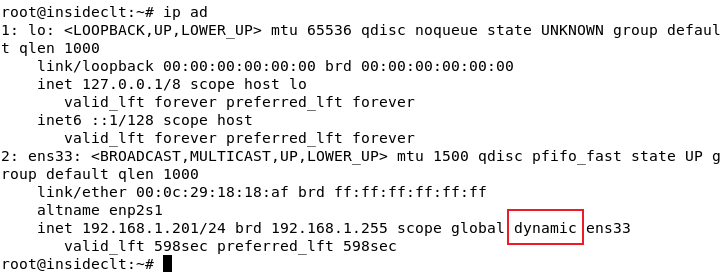 root@insideclt:~# ip ad
1: lo: <LOOPBACK,UP,LOWER_UP> mtu 65536 qdisc noqueue state UNKNOWN group defaul
t qlen 1000
    link/loopback 00:00:00:00:00:00 brd 00:00:00:00:00:00
    inet 127.0.0.1/8 scope host lo
       valid_lft forever preferred_lft forever
    inet6 ::1/128 scope host
       valid_lft forever preferred_lft forever
2: ens33: <BROADCAST,MULTICAST,UP,LOWER_UP> mtu 1500 qdisc pfifo_fast state UP g
roup default qlen 1000
    link/ether 00:0c:29:18:18:af brd ff:ff:ff:ff:ff:ff
    altname enp2s1
    inet 192.168.1.201/24 brd 192.168.1.255 scope global dynamic ens33
       valid_lft 598sec preferred_lft 598sec
root@insideclt:~#